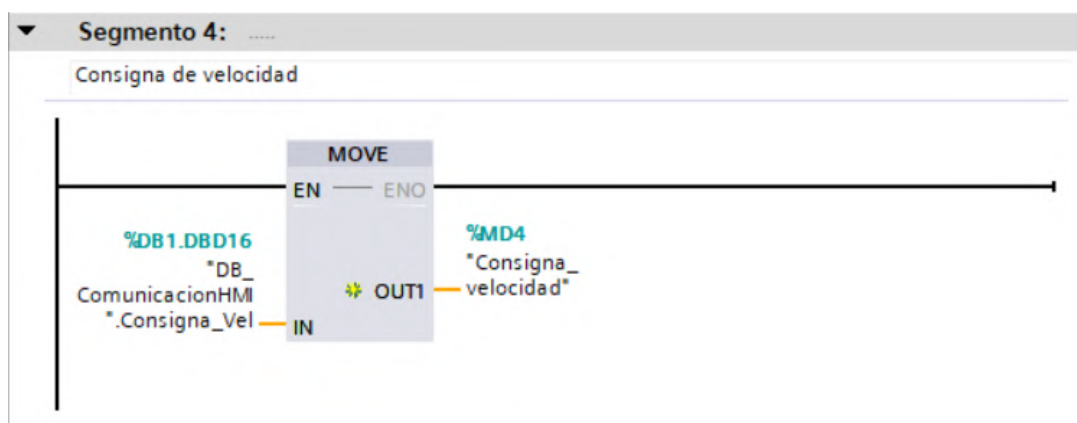 Segmento 4: .....
Consigna de velocidad
MOVE
EN ENO
%DB1.DBD16
"DB_
ComunicacionHMI
".Consigna_Vel
IN
OUT1
%MD4
"Consigna_
velocidad"